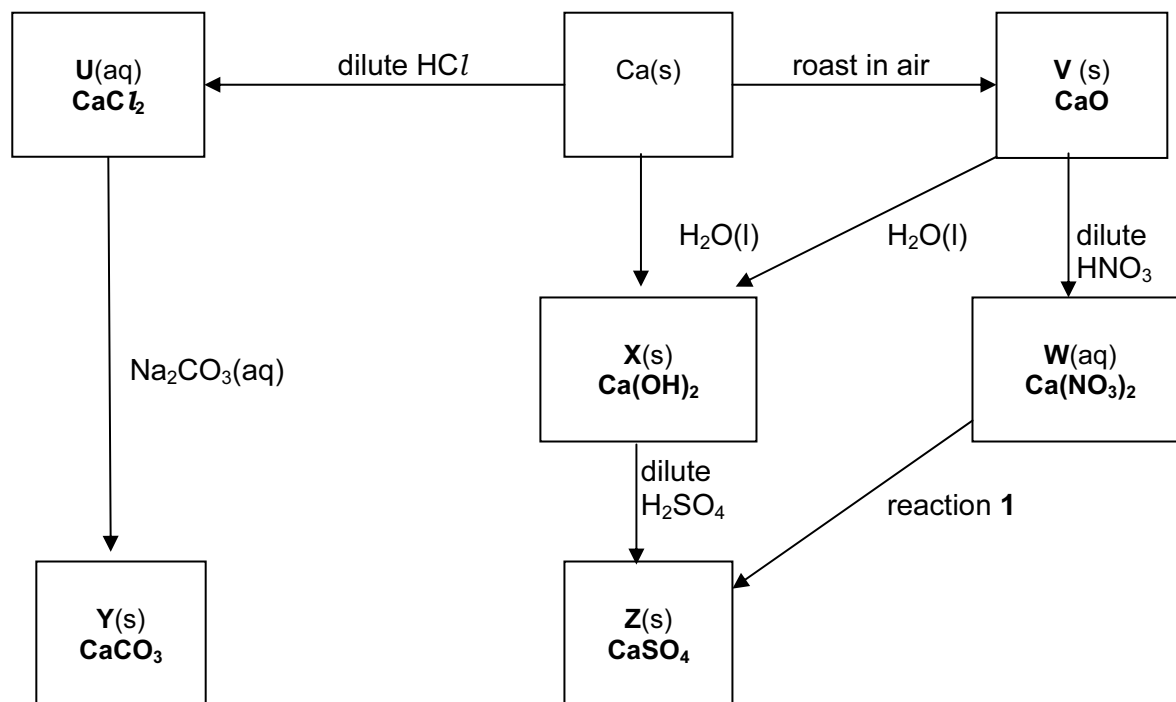 U(aq)
CaCl₂
dilute HCl
Ca(s)
roast in air
V (s)
CaO
H₂O(l)
H₂O(l)
dilute
HNO₃
X(s)
Ca(OH)₂
W(aq)
Ca(NO₃)₂
Na₂CO₃(aq)
dilute
H₂SO₄
reaction 1
Y(s)
CaCO₃
Z(s)
CaSO₄